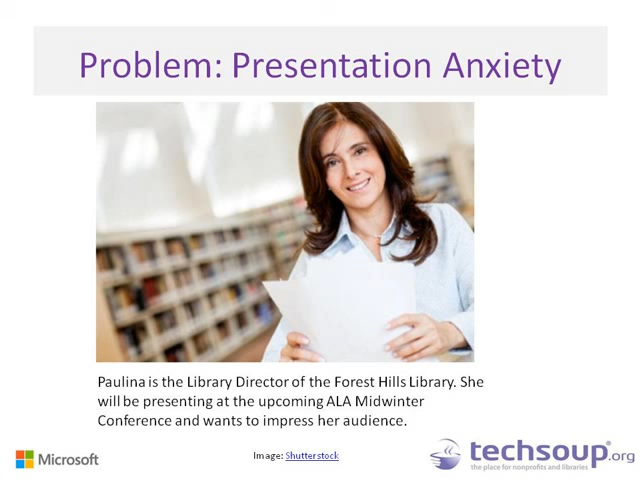 Problem: Presentation Anxiety
Paulina is the Library Director of the Forest Hills Library. She
will be presenting at the upcoming ALA Midwinter
Conference and wants to impress her audience.
Image: Shutterstock
Microsoft
techsoup®.org
the place for nonprofits and libraries